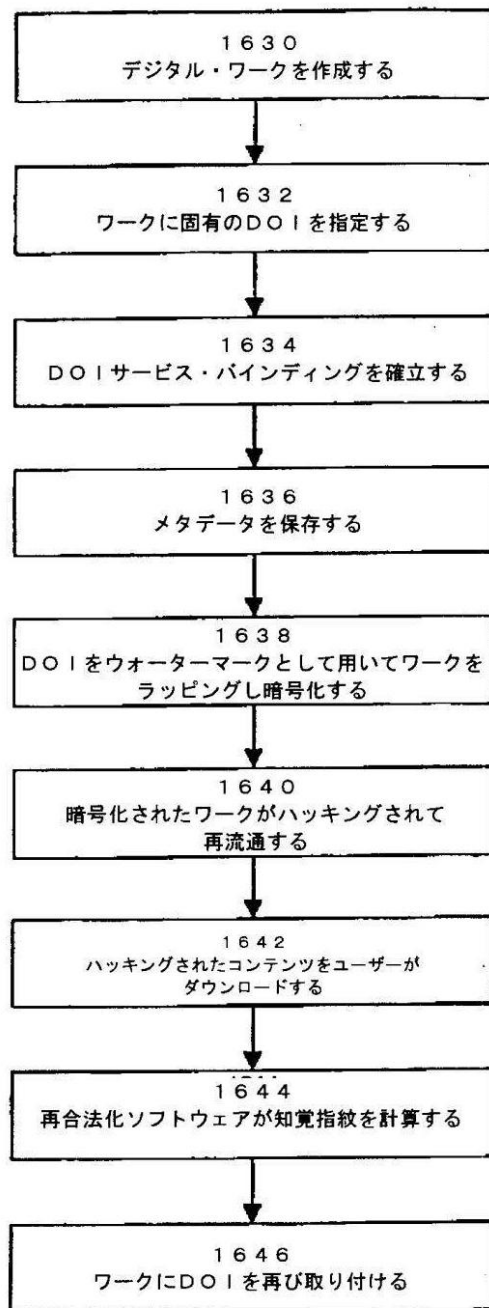 1630
デジタル・ワークを作成する
1632
ワークに固有のDOIを指定する
1634
DOIサービス・バインディングを確立する
1636
メタデータを保存する
1638
DOIをウォーターマークとして用いてワークを
ラッピングし暗号化する
1640
暗号化されたワークがハッキングされて
再流通する
1642
ハッキングされたコンテンツをユーザーが
ダウンロードする
1644
再合法化ソフトウェアが知覚指紋を計算する
1646
ワークにDOIを再び取り付ける